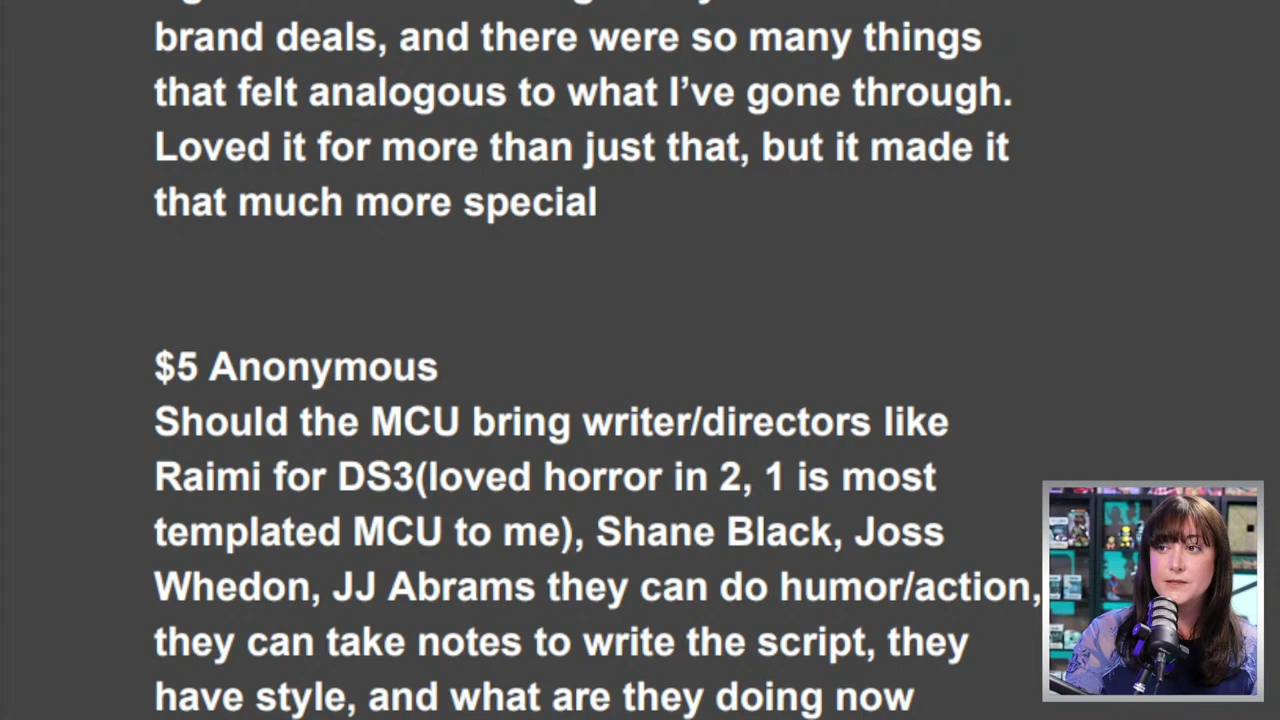 brand deals, and there were so many things
that felt analogous to what I’ve gone through.
Loved it for more than just that, but it made it
that much more special
$5 Anonymous
Should the MCU bring writer/directors like
Raimi for DS3(loved horror in 2, 1 is most
templated MCU to me), Shane Black, Joss
Whedon, JJ Abrams they can do humor/action,
they can take notes to write the script, they
have style, and what are they doing now